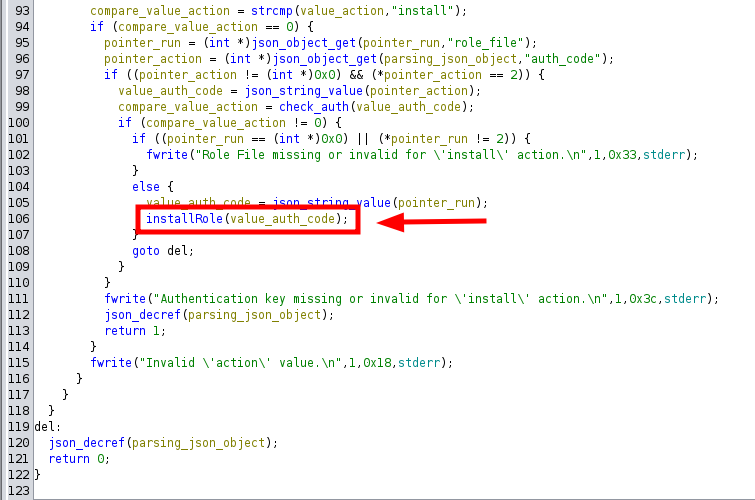 93 compare_value_action = strcmp(value_action,"install");
94 if (compare_value_action == 0) {
95 pointer_run = (int *)json_object_get(pointer_run,"role_file");
96 pointer_action = (int *)json_object_get(parsing_json_object,"auth_code");
97 if ((pointer_action != (int *)0x0) && (*pointer_action == 2)) {
98 value_auth_code = json_string_value(pointer_action);
99 compare_value_action = check_auth(value_auth_code);
100 if (compare_value_action != 0) {
101 if ((pointer_run == (int *)0x0) || (*pointer_run != 2)) {
102 fwrite("Role File missing or invalid for \'install\' action.\n",1,0x33,stderr);
103 }
104 else {
105 value_auth_code = json_string_value(pointer_run);
106 installRole(value_auth_code);
107 }
108 goto del;
109 }
110 }
111 fwrite("Authentication key missing or invalid for \'install\' action.\n",1,0x3c,stderr);
112 json_decref(parsing_json_object);
113 return 1;
114 }
115 fwrite("Invalid \'action\' value.\n",1,0x18,stderr);
116 }
117 }
118 }
119 del:
120 json_decref(parsing_json_object);
121 return 0;
122 }
123